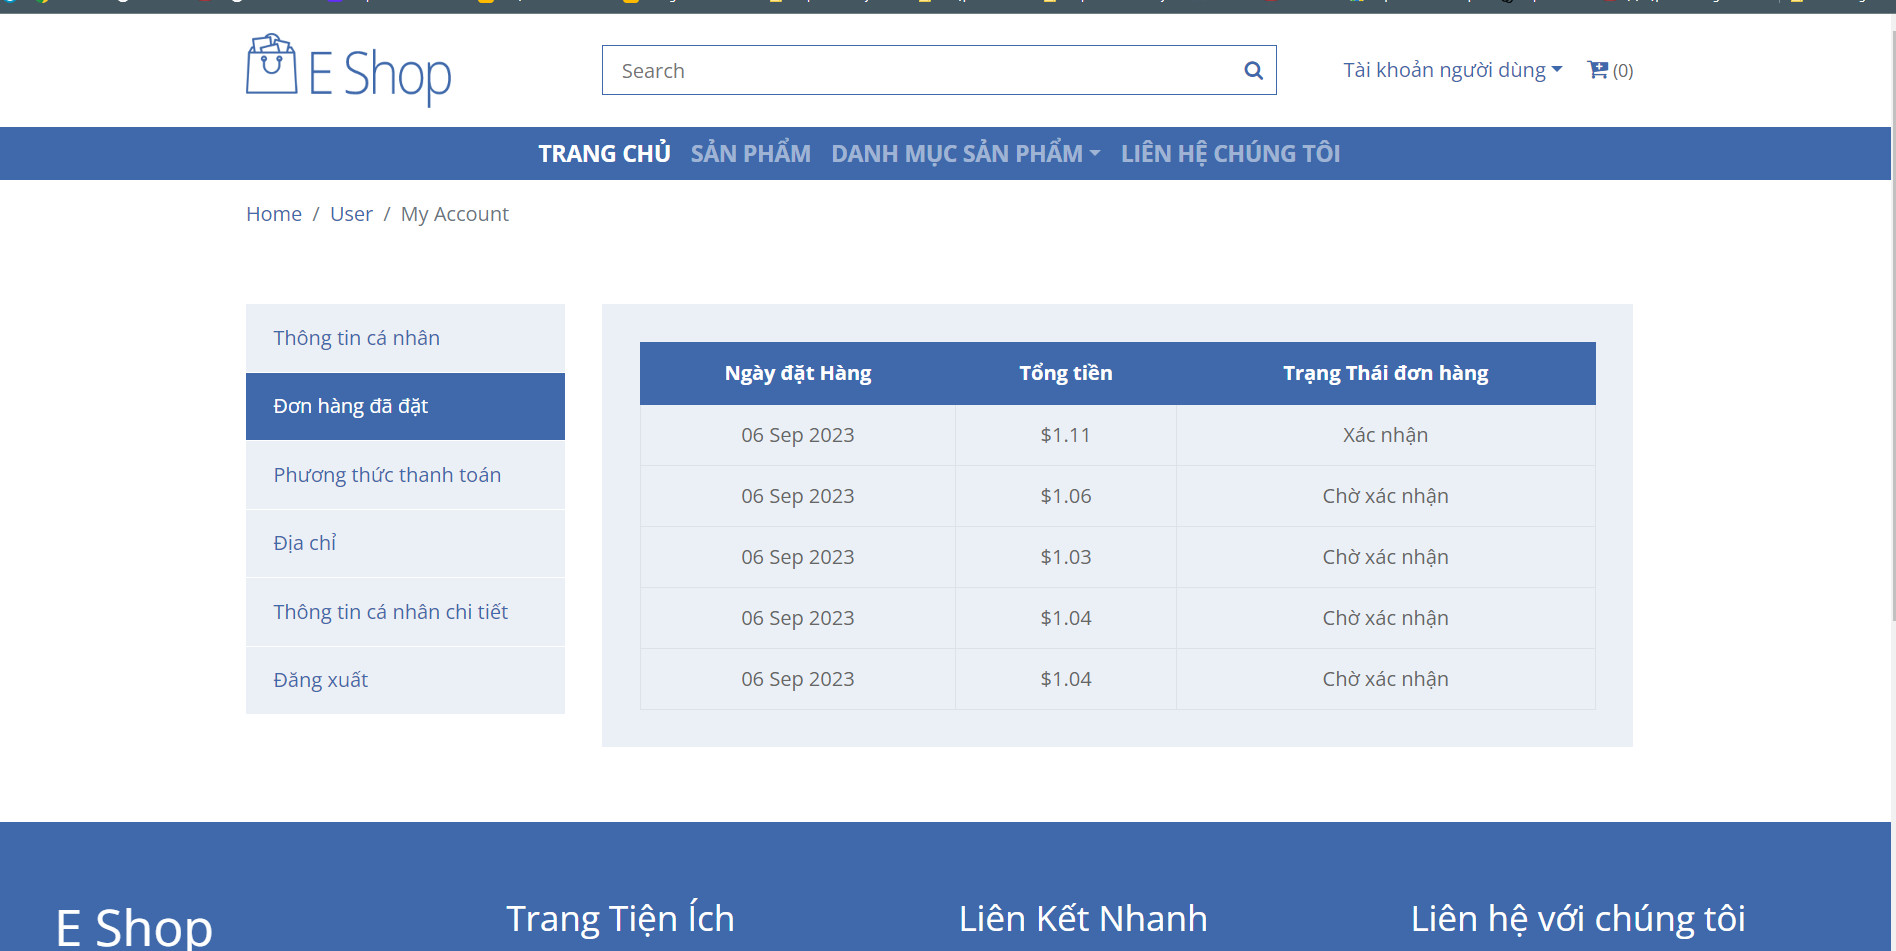 E Shop
Search
Tài khoản người dùng
(0)
TRANG CHỦ SẢN PHẨM DANH MỤC SẢN PHẨM LIÊN HỆ CHÚNG TÔI
Home / User / My Account
Thông tin cá nhân
Đơn hàng đã đặt
Phương thức thanh toán
Địa chỉ
Thông tin cá nhân chi tiết
Đăng xuất
Ngày đặt Hàng Tổng tiền Trạng Thái đơn hàng
06 Sep 2023 $1.11 Xác nhận
06 Sep 2023 $1.06 Chờ xác nhận
06 Sep 2023 $1.03 Chờ xác nhận
06 Sep 2023 $1.04 Chờ xác nhận
06 Sep 2023 $1.04 Chờ xác nhận
E Shop
Trang Tiện Ích
Liên Kết Nhanh
Liên hệ với chúng tôi